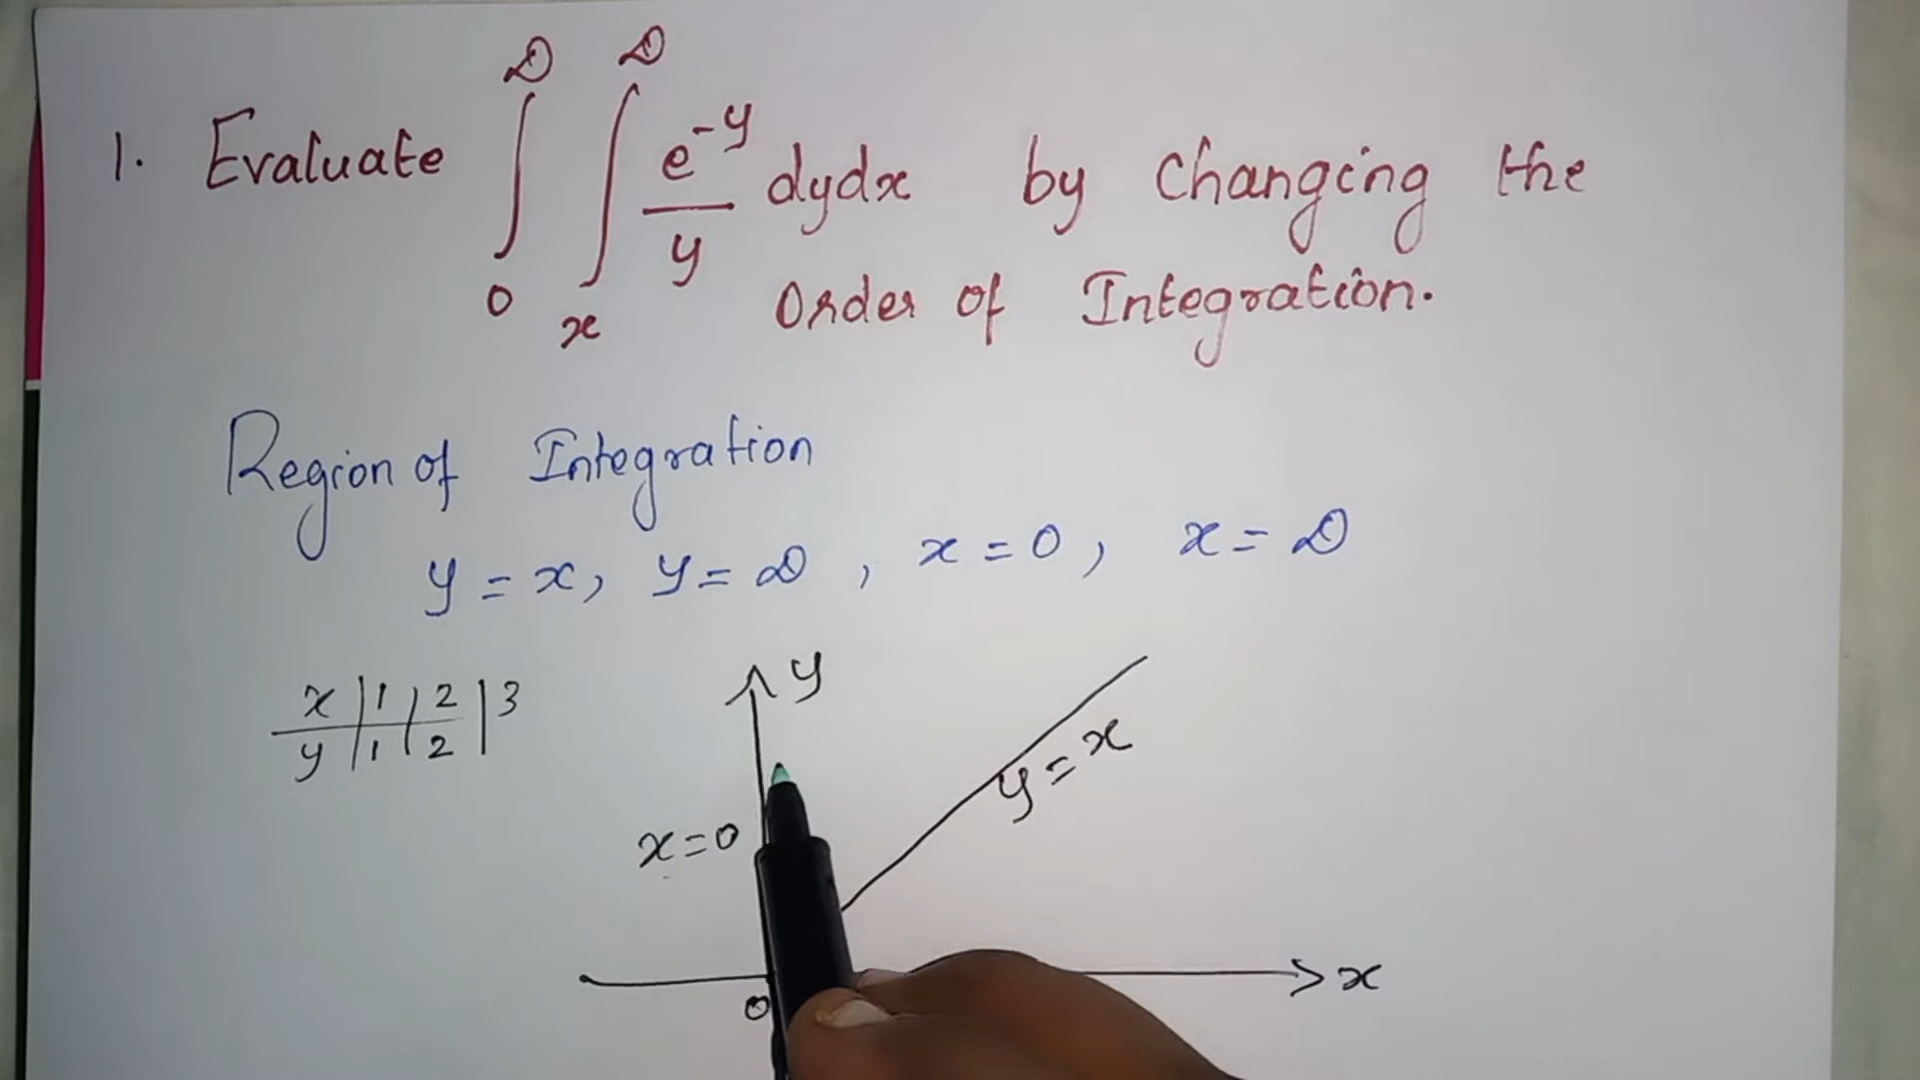 1. Evaluate ∫₀^∞ ∫ₓ^∞ e^(-y)/y dydx by changing the
Order of Integration.
Region of Integration
y = x, y = ∞, x = 0, x = ∞
x | 1 | 2 | 3
y | 1 | 2 |
y
y = x
x = 0
x
0